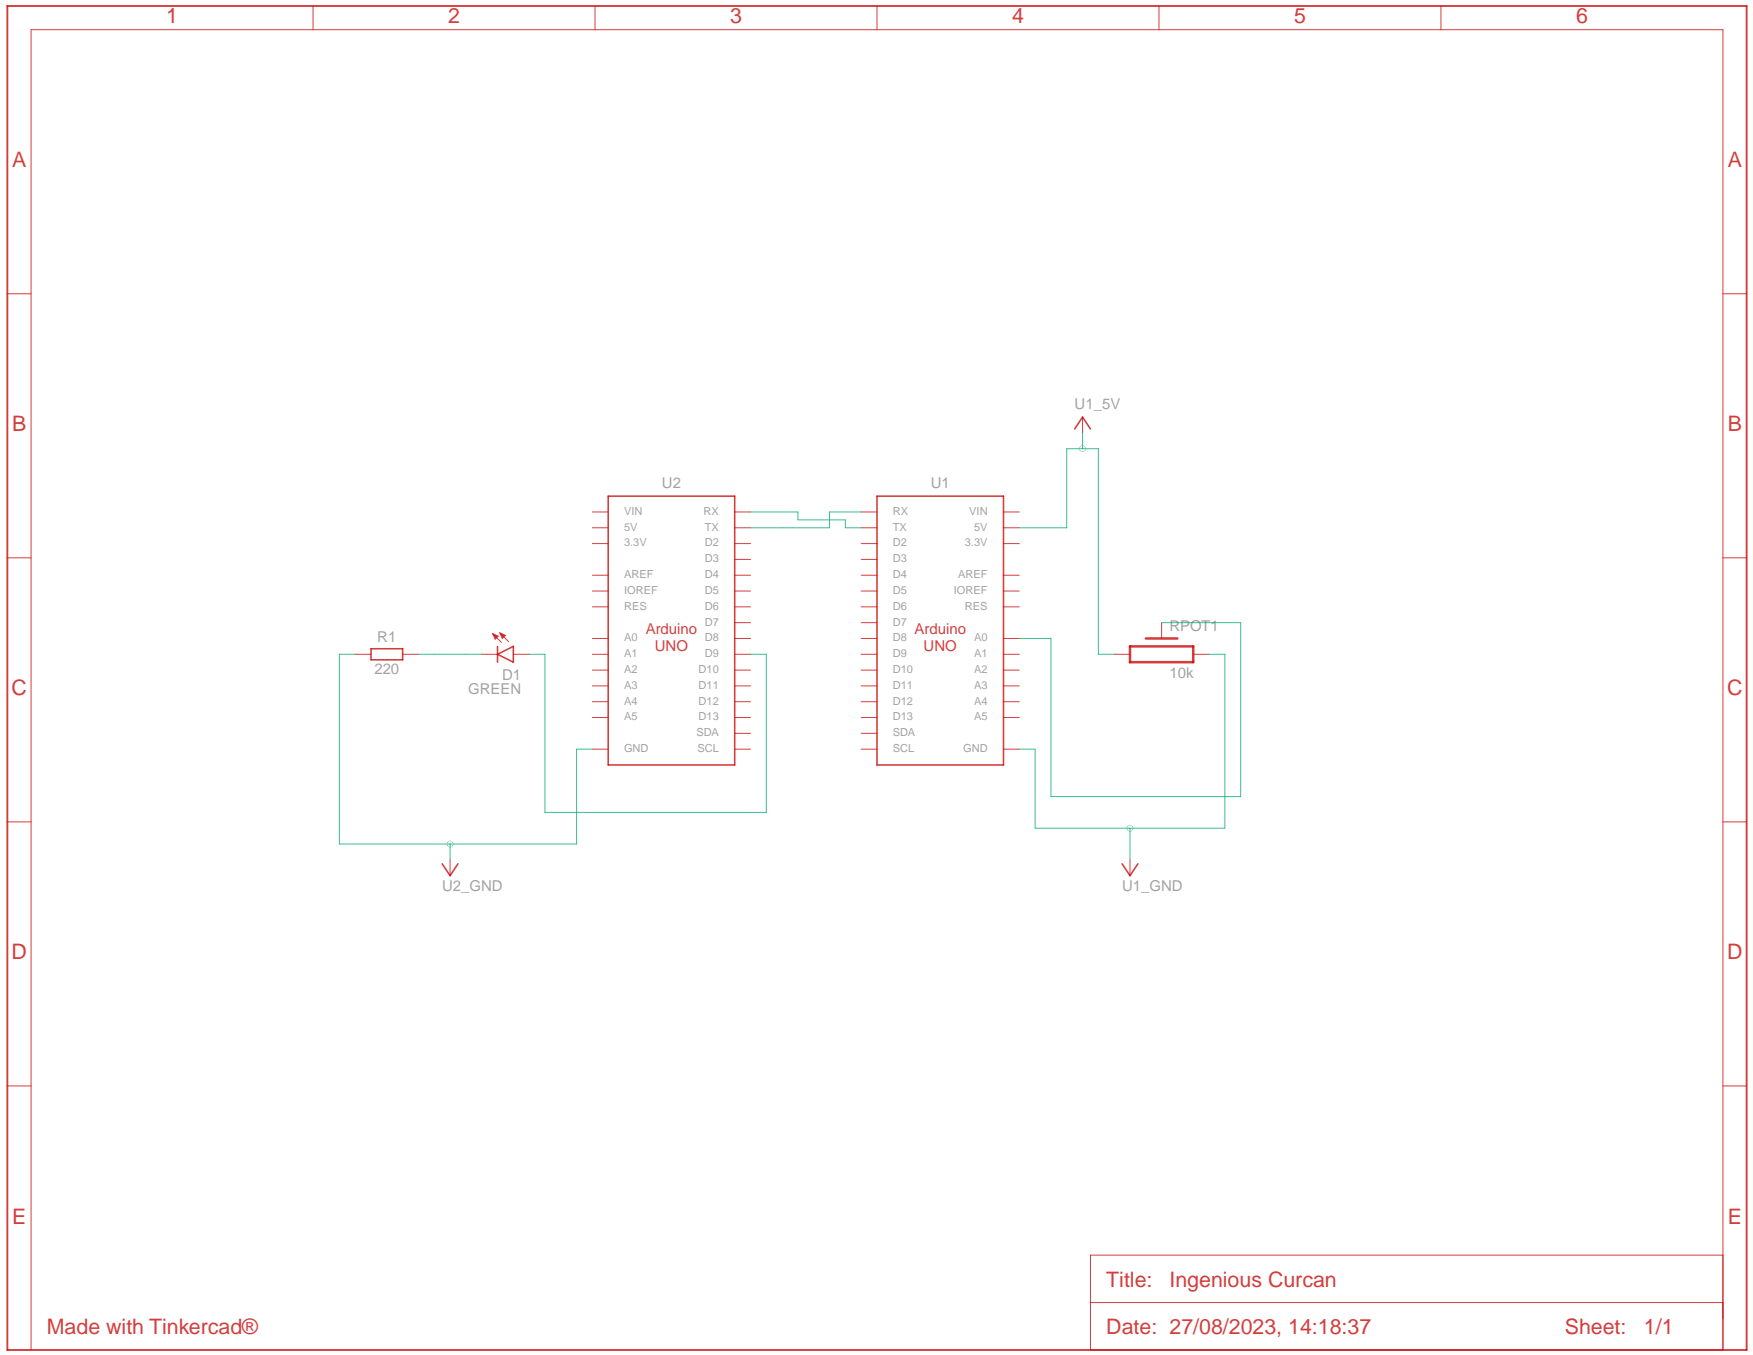 1 2 3 4 5 6
A A
B B
C C
D D
E E
U1_5V
U2
VIN RX
5V TX
3.3V D2
D3
AREF D4
IOREF D5
RES D6
D7
A0 D8
A1 D9
A2 D10
A3 D11
A4 D12
A5 D13
SDA
GND SCL
Arduino
UNO
U1
RX VIN
TX 5V
D2 3.3V
D3
D4 AREF
D5 IOREF
D6 RES
D7
D8 A0
D9 A1
D10 A2
D11 A3
D12 A4
D13 A5
SDA
SCL GND
Arduino
UNO
R1
220
D1
GREEN
RPOT1
10k
U2_GND
U1_GND
Title: Ingenious Curcan
Date: 27/08/2023, 14:18:37 Sheet: 1/1
Made with Tinkercad®